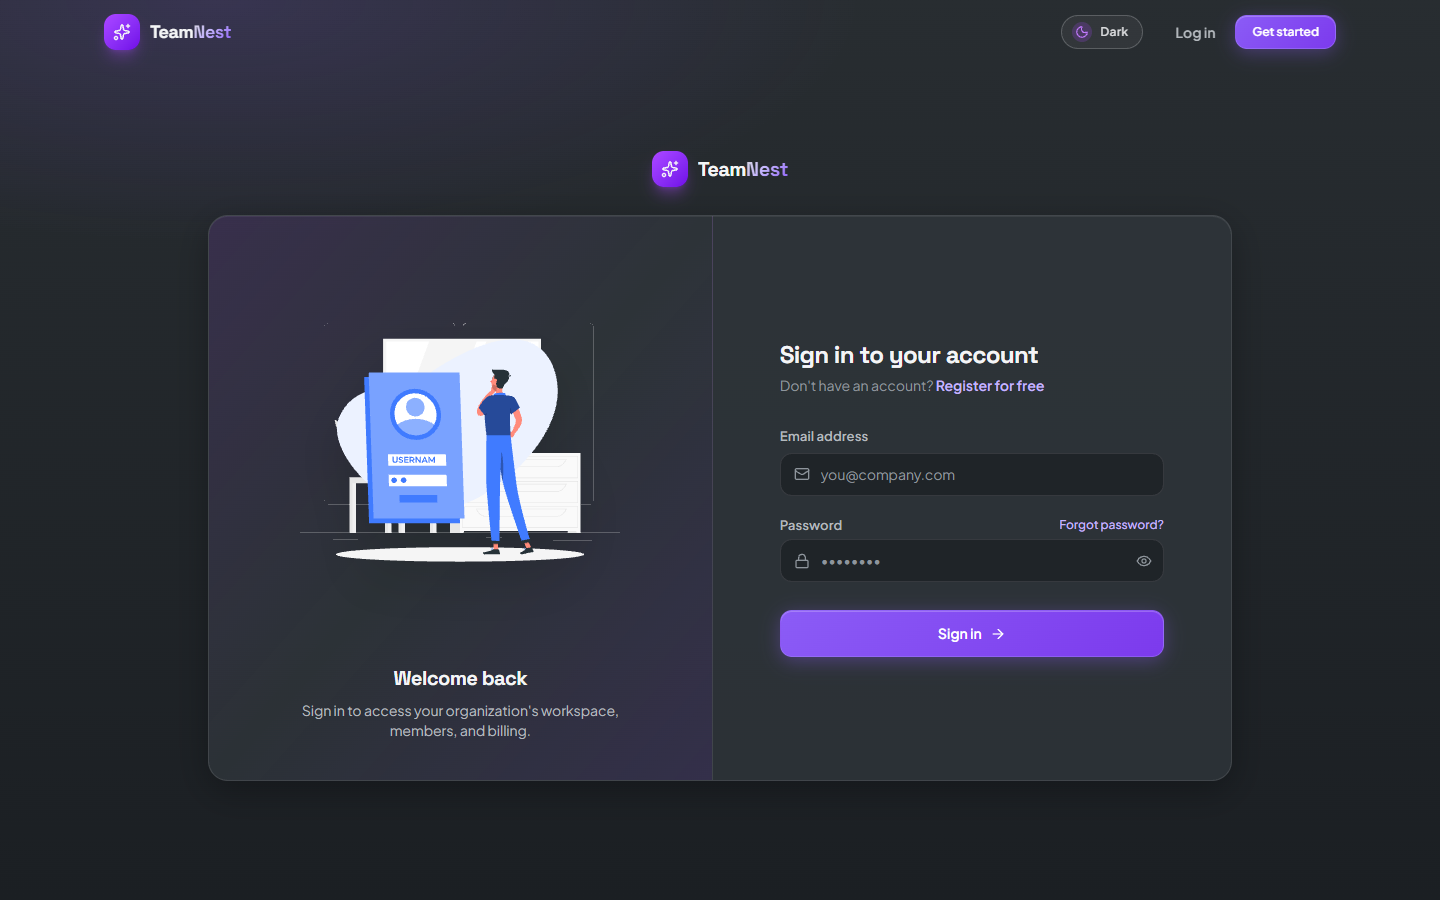 TeamNest
Dark
Log in
Get started
TeamNest
USERNAM
Welcome back
Sign in to access your organization's workspace,
members, and billing.
Sign in to your account
Don't have an account? Register for free
Email address
you@company.com
Password
Forgot password?
••••••••
Sign in